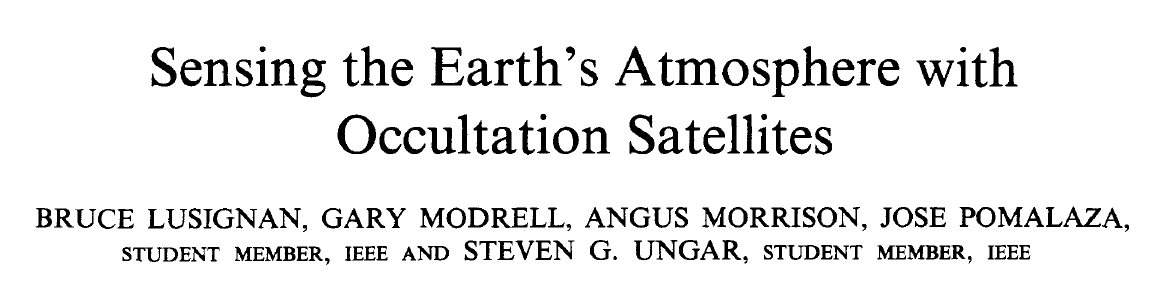 Sensing the Earth's Atmosphere with
Occultation Satellites
BRUCE LUSIGNAN, GARY MODRELL, ANGUS MORRISON, JOSE POMALAZA,
STUDENT MEMBER, IEEE AND STEVEN G. UNGAR, STUDENT MEMBER, IEEE